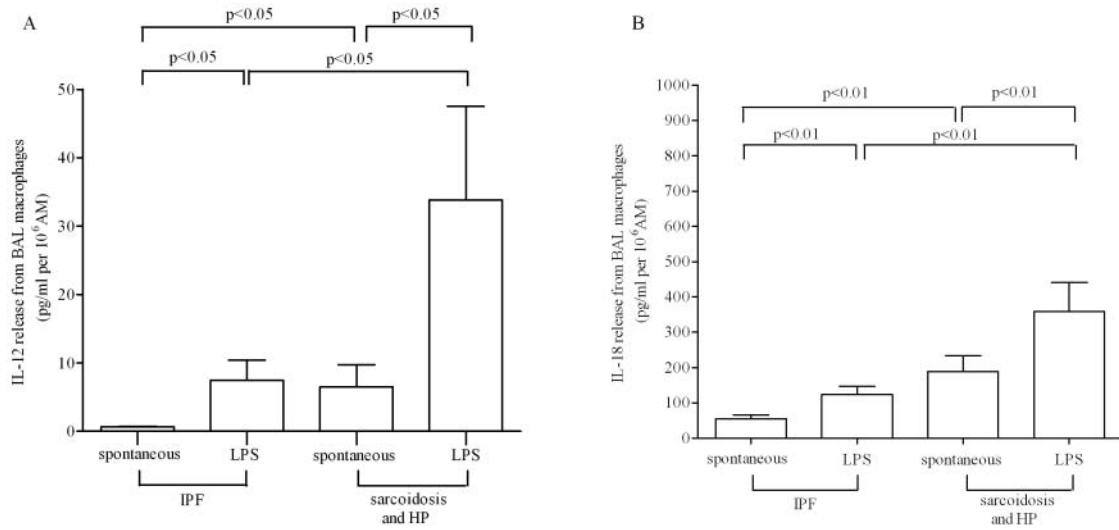 A
p<0.05
p<0.05
p<0.05
p<0.05
IL-12 release from BAL macrophages
(pg/ml per 10⁶AM)
50
40
30
20
10
0
spontaneous
LPS
spontaneous
LPS
IPF
sarcoidosis
and HP
B
p<0.01
p<0.01
p<0.01
p<0.01
IL-18 release from BAL macrophages
(pg/ml per 10⁶AM)
1000
900
800
700
600
500
400
300
200
100
0
spontaneous
LPS
spontaneous
LPS
IPF
sarcoidosis
and HP